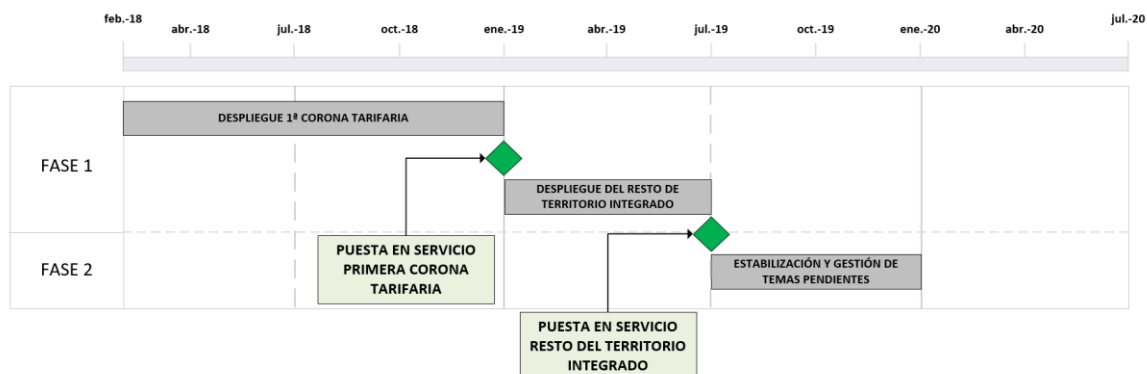 feb.-18
jul.-20
abr.-18
jul.-18
oct.-18
ene.-19
abr.-19
jul.-19
oct.-19
ene.-20
abr.-20
FASE 1
DESPLIEGUE 1ª CORONA TARIFARIA
DESPLIEGUE DEL RESTO DE
TERRITORIO INTEGRADO
PUESTA EN SERVICIO
PRIMERA CORONA
TARIFARIA
FASE 2
ESTABILIZACIÓN Y GESTIÓN DE
TEMAS PENDIENTES
PUESTA EN SERVICIO
RESTO DEL TERRITORIO
INTEGRADO